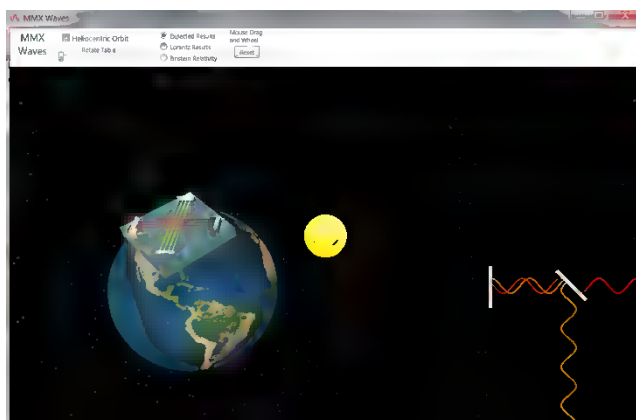 MMX Waves
MMX
Waves
Heliocentric Orbit
Rotate Table
Expected Results
Lorentz Results
Einstein Relativity
Mouse Drag
and Wheel
Reset